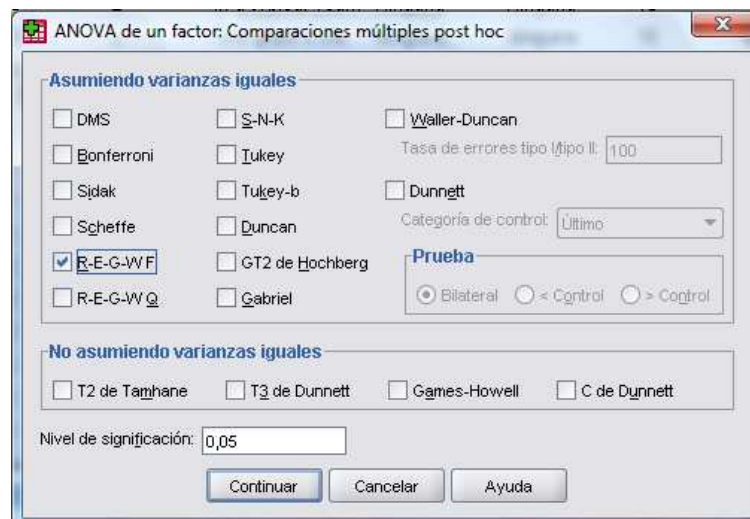 ANOVA de un factor: Comparaciones múltiples post hoc
Asumiendo varianzas iguales
DMS
S-N-K
Waller-Duncan
Bonferroni
Tukey
Tasa de errores tipo I/tipo II: 100
Sidak
Tukey-b
Dunnett
Scheffe
Duncan
Categoría de control: Último
R-E-G-W F
GT2 de Hochberg
Prueba
R-E-G-W Q
Gabriel
Bilateral
< Control
> Control
No asumiendo varianzas iguales
T2 de Tamhane
T3 de Dunnett
Games-Howell
C de Dunnett
Nivel de significación: 0,05
Continuar
Cancelar
Ayuda